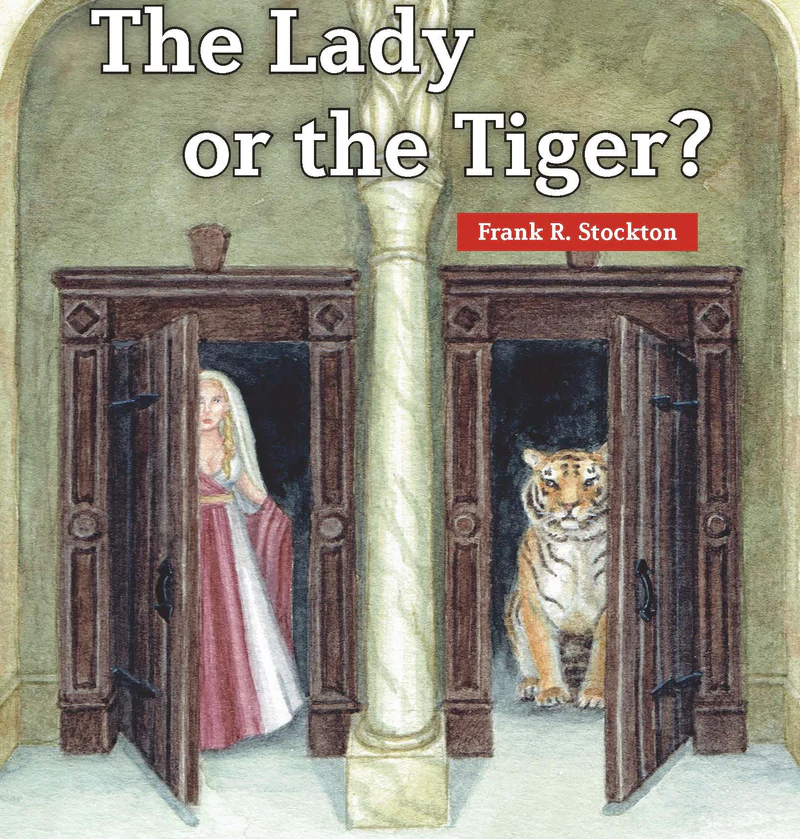 The Lady
or the Tiger?
Frank R. Stockton